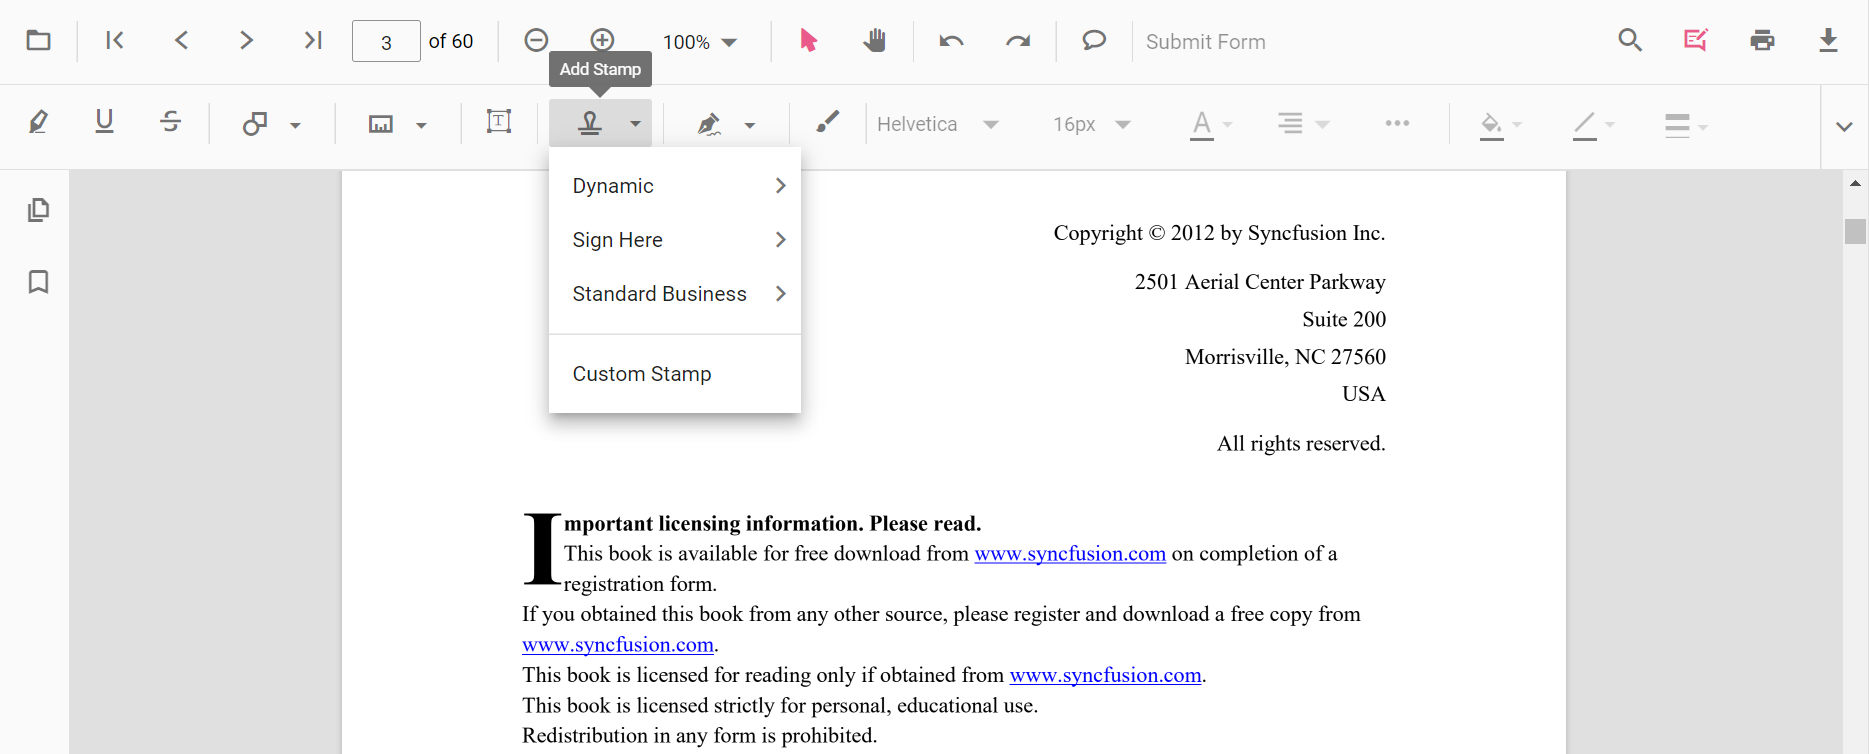 3 of 60 100% Submit Form
Add Stamp
T Helvetica 16px A
Dynamic
Sign Here
Standard Business
Custom Stamp
Copyright © 2012 by Syncfusion Inc.
2501 Aerial Center Parkway
Suite 200
Morrisville, NC 27560
USA
All rights reserved.
Important licensing information. Please read.
This book is available for free download from www.syncfusion.com on completion of a
registration form.
If you obtained this book from any other source, please register and download a free copy from
www.syncfusion.com.
This book is licensed for reading only if obtained from www.syncfusion.com.
This book is licensed strictly for personal, educational use.
Redistribution in any form is prohibited.